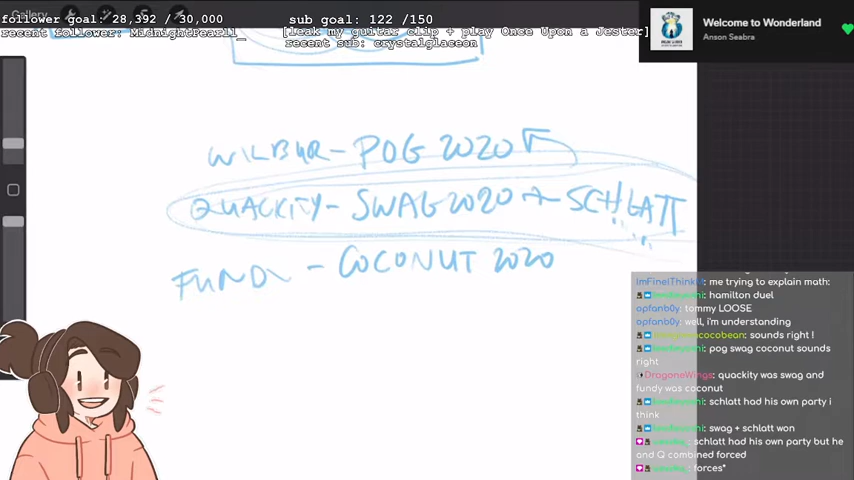 Gallery
follower goal: 28,392 / 30,000
sub goal: 122 /150
recent follower: MidnightPearll_
[leak my guitar clip + play Once Upon a Jester]
recent sub: crystalglaceon
Welcome to Wonderland
Anson Seabra
WILBUR - POG 2020
QUACKITY - SWAG 2020 + SCHLATT
FUNDY - COCONUT 2020
me trying to explain math:
hamilton duel
opfanb0y: tommy LOOSE
opfanb0y: well, i'm understanding
sounds right !
pog swag coconut sounds
right
DragoneWings: quackity was swag and
fundy was coconut
schlatt had his own party i
think
swag + schlatt won
schlatt had his own party but he
and Q combined forced
forces*